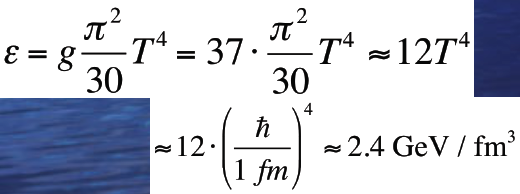 ε = g π²/30 T⁴ = 37 · π²/30 T⁴ ≈ 12T⁴
≈ 12 · (ħ / 1 fm)⁴ ≈ 2.4 GeV / fm³